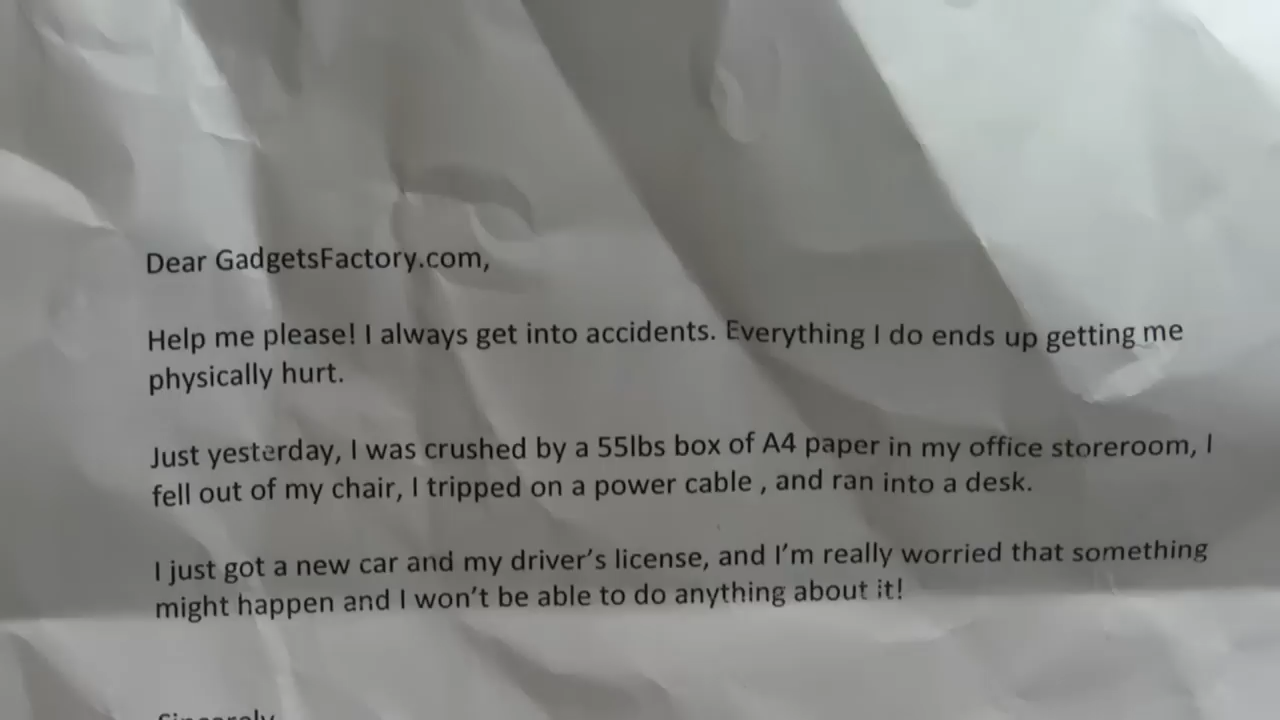 Dear GadgetsFactory.com,
Help me please! I always get into accidents. Everything I do ends up getting me
physically hurt.
Just yesterday, I was crushed by a 55lbs box of A4 paper in my office storeroom, I
fell out of my chair, I tripped on a power cable , and ran into a desk.
I just got a new car and my driver's license, and I'm really worried that something
might happen and I won't be able to do anything about it!
Sincerely